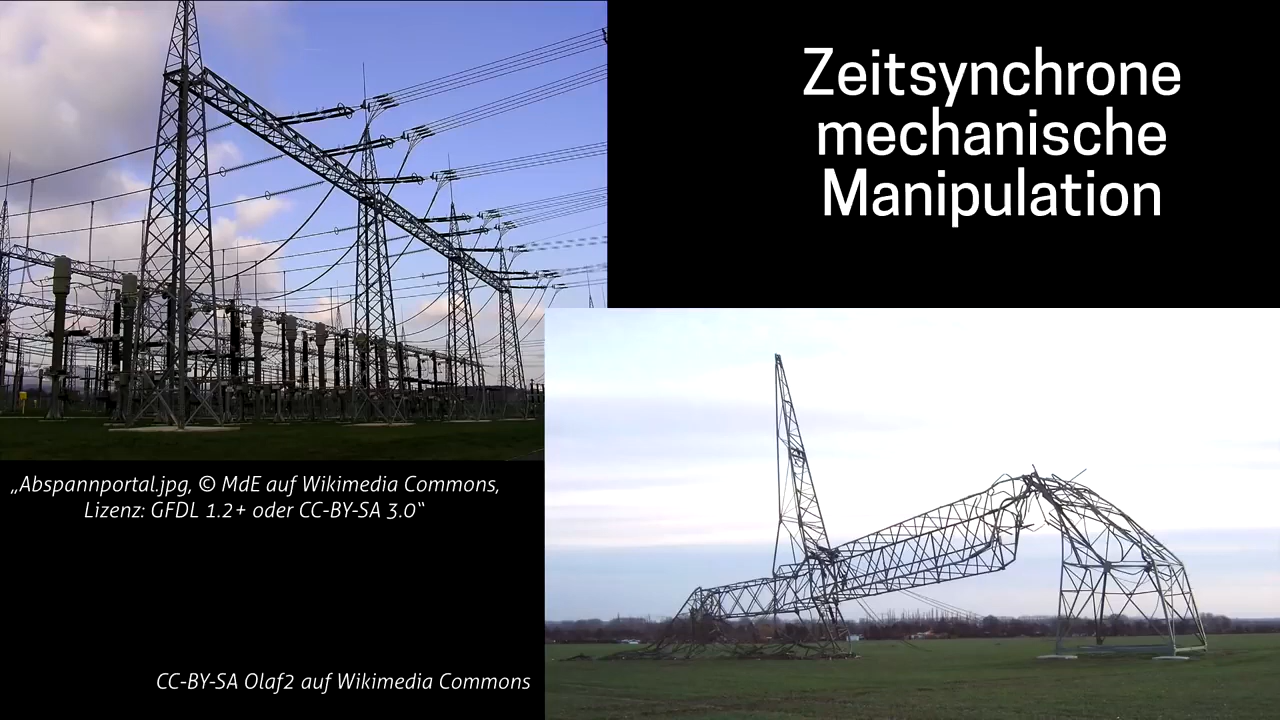 Zeitsynchrone
mechanische
Manipulation
„Abspannportal.jpg, © MdE auf Wikimedia Commons,
Lizenz: GFDL 1.2+ oder CC-BY-SA 3.0“
CC-BY-SA Olaf2 auf Wikimedia Commons